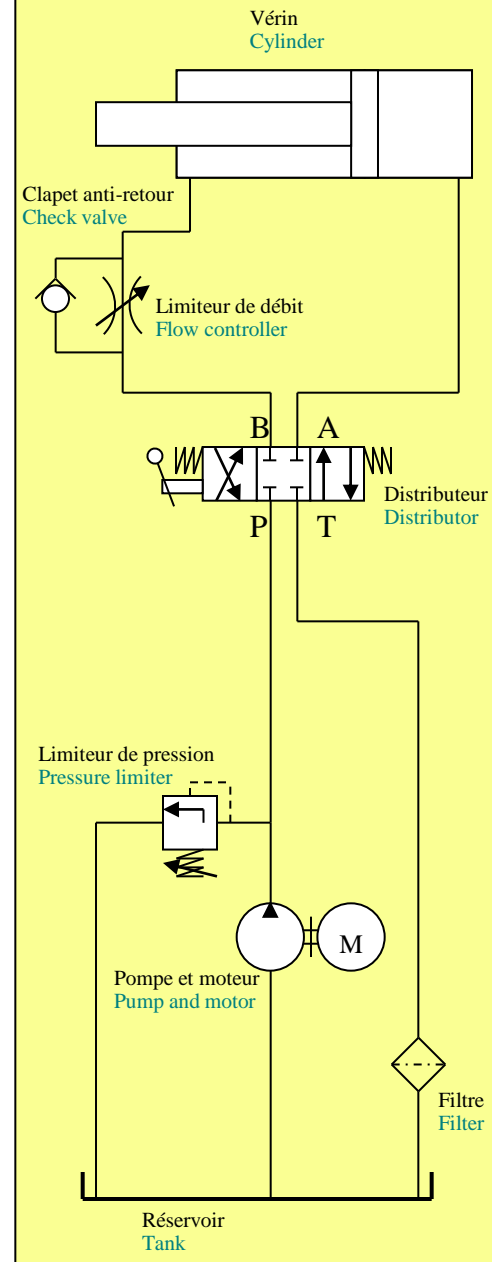 Vérin
Cylinder
Clapet anti-retour
Check valve
Limiteur de débit
Flow controller
B A
Distributeur
Distributor
P T
Limiteur de pression
Pressure limiter
M
Pompe et moteur
Pump and motor
Filtre
Filter
Réservoir
Tank